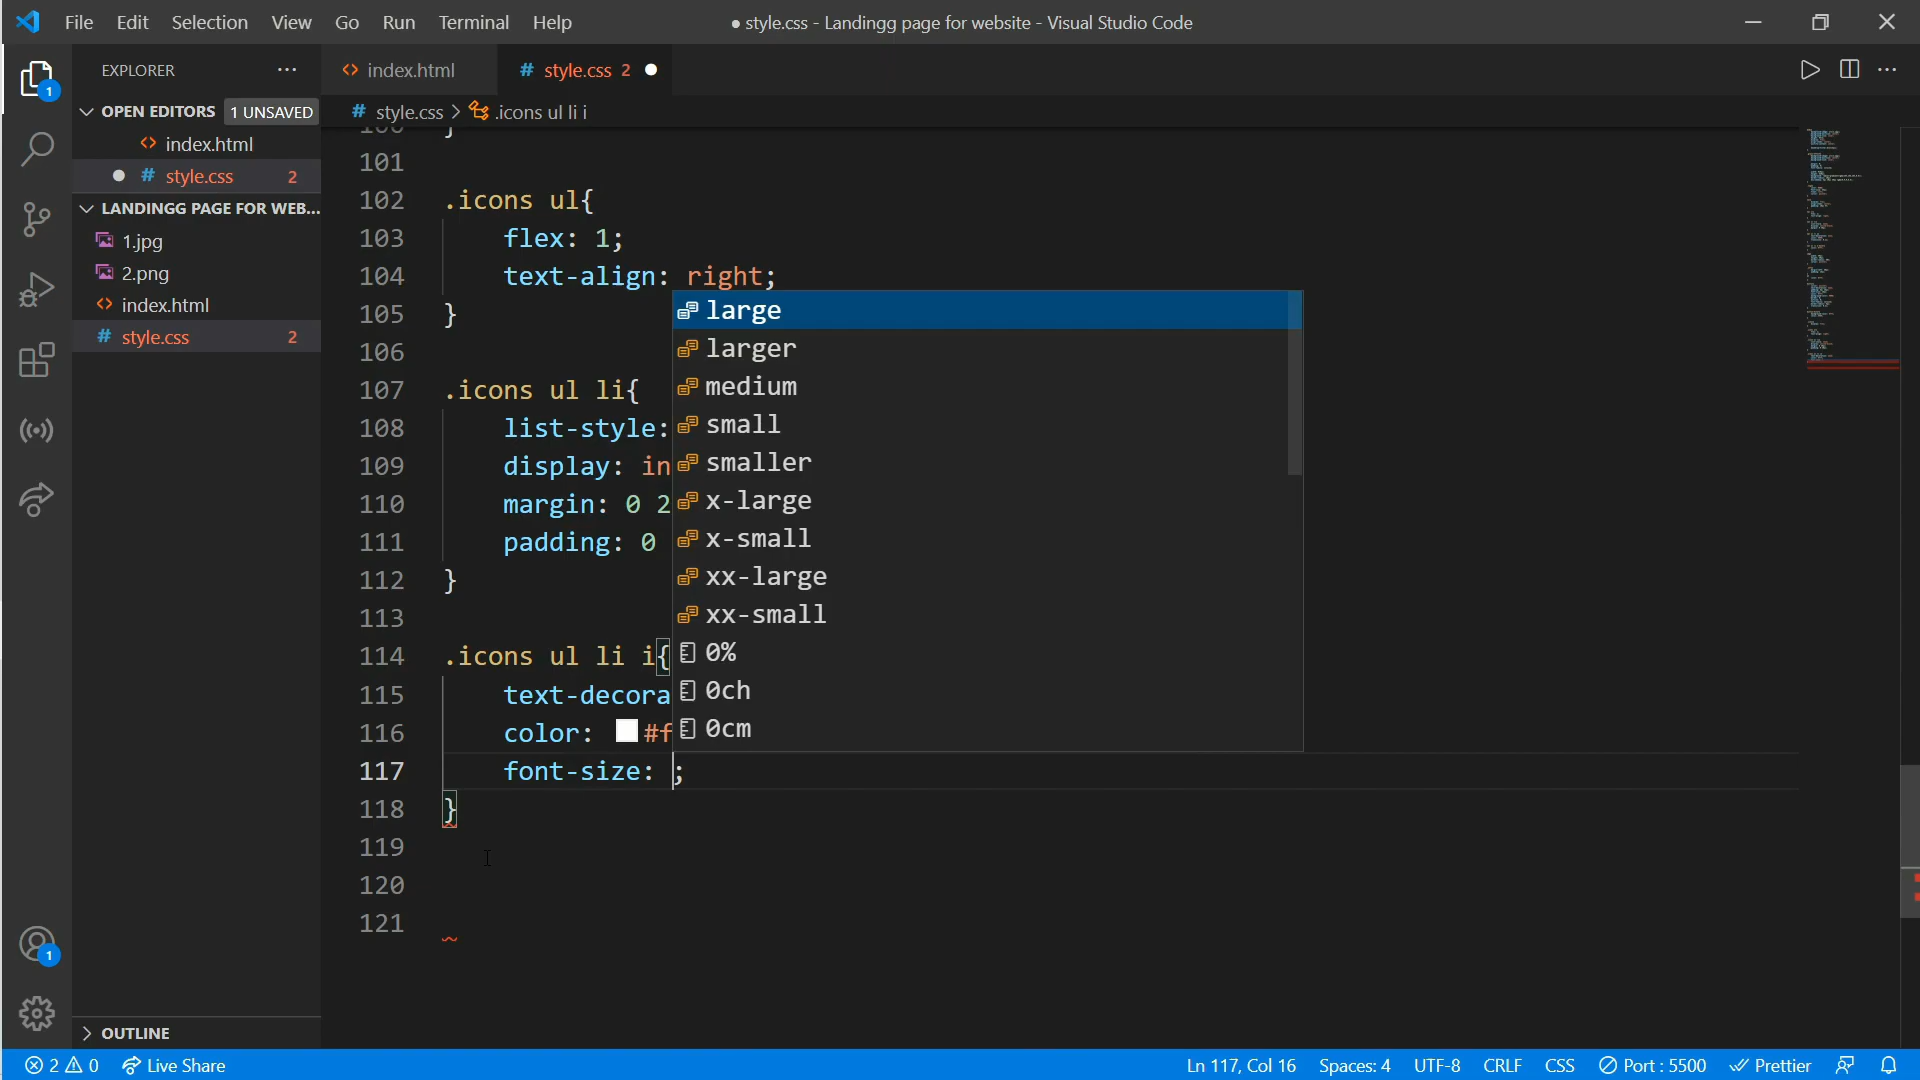 File Edit Selection View Go Run Terminal Help
● style.css - Landingg page for website - Visual Studio Code
EXPLORER
index.html
# style.css 2
OPEN EDITORS 1 UNSAVED
# style.css > .icons ul li i
index.html
# style.css 2
LANDINGG PAGE FOR WEB...
1.jpg
2.png
index.html
# style.css 2
100 }
101
102 .icons ul{
103 flex: 1;
104 text-align: right;
105 }
106
107 .icons ul li{
108 list-style:
109 display: in
110 margin: 0 2
111 padding: 0
112 }
113
114 .icons ul li i{
115 text-decora
116 color: #f
117 font-size: ;
118 }
119
120
121
large
larger
medium
small
smaller
x-large
x-small
xx-large
xx-small
0%
0ch
0cm
1
1
OUTLINE
2 0 Live Share
Ln 117, Col 16 Spaces: 4 UTF-8 CRLF CSS Port : 5500 Prettier